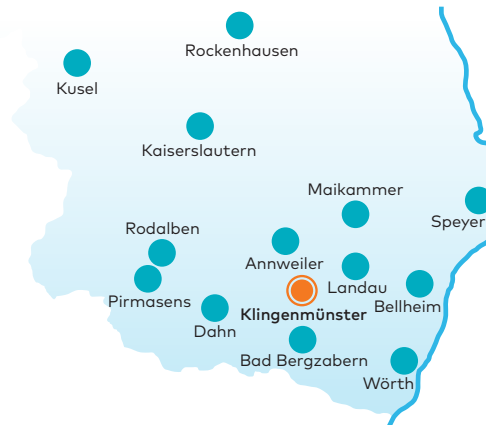 Rockenhausen
Kusel
Kaiserslautern
Maikammer
Speyer
Rodalben
Annweiler
Landau
Pirmasens
Bellheim
Klingenmünster
Dahn
Bad Bergzabern
Wörth